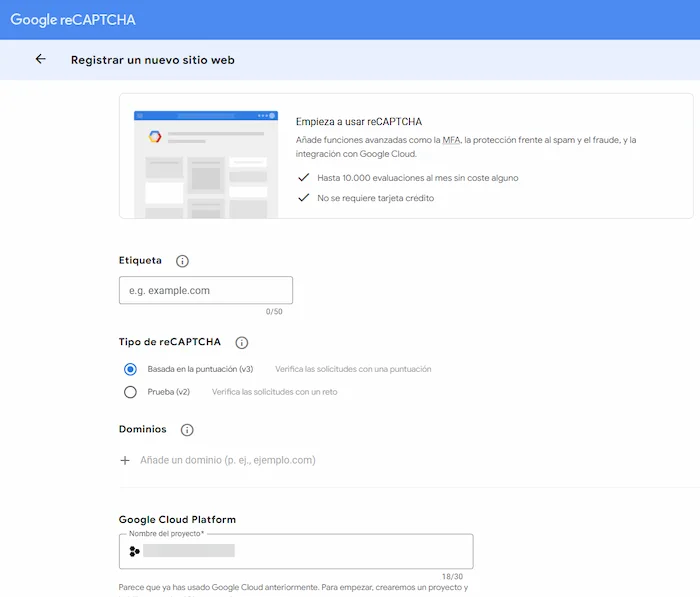 Google reCAPTCHA
Registrar un nuevo sitio web
Empieza a usar reCAPTCHA
Añade funciones avanzadas como la MFA, la protección frente al spam y el fraude, y la
integración con Google Cloud.
Hasta 10.000 evaluaciones al mes sin coste alguno
No se requiere tarjeta crédito
Etiqueta
e.g. example.com
0/50
Tipo de reCAPTCHA
Basada en la puntuación (v3) Verifica las solicitudes con una puntuación
Prueba (v2) Verifica las solicitudes con un reto
Dominios
Añade un dominio (p. ej., ejemplo.com)
Google Cloud Platform
Nombre del proyecto*
18/30
Parece que ya has usado Google Cloud anteriormente. Para empezar, crearemos un proyecto y